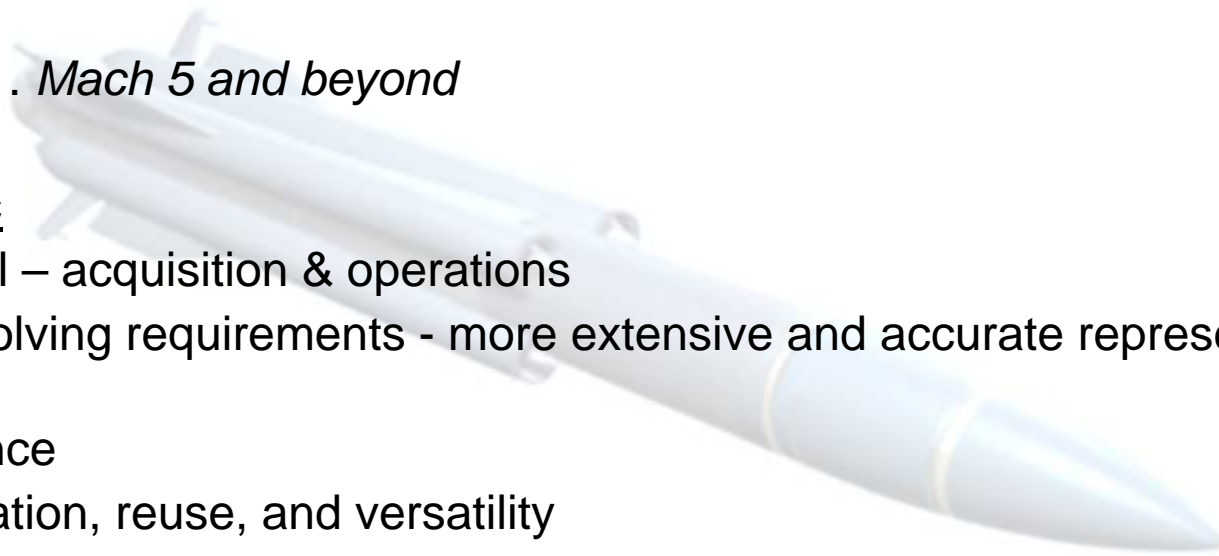 . Mach 5 and beyond
l – acquisition & operations
olving requirements - more extensive and accurate represe
nce
ation, reuse, and versatility